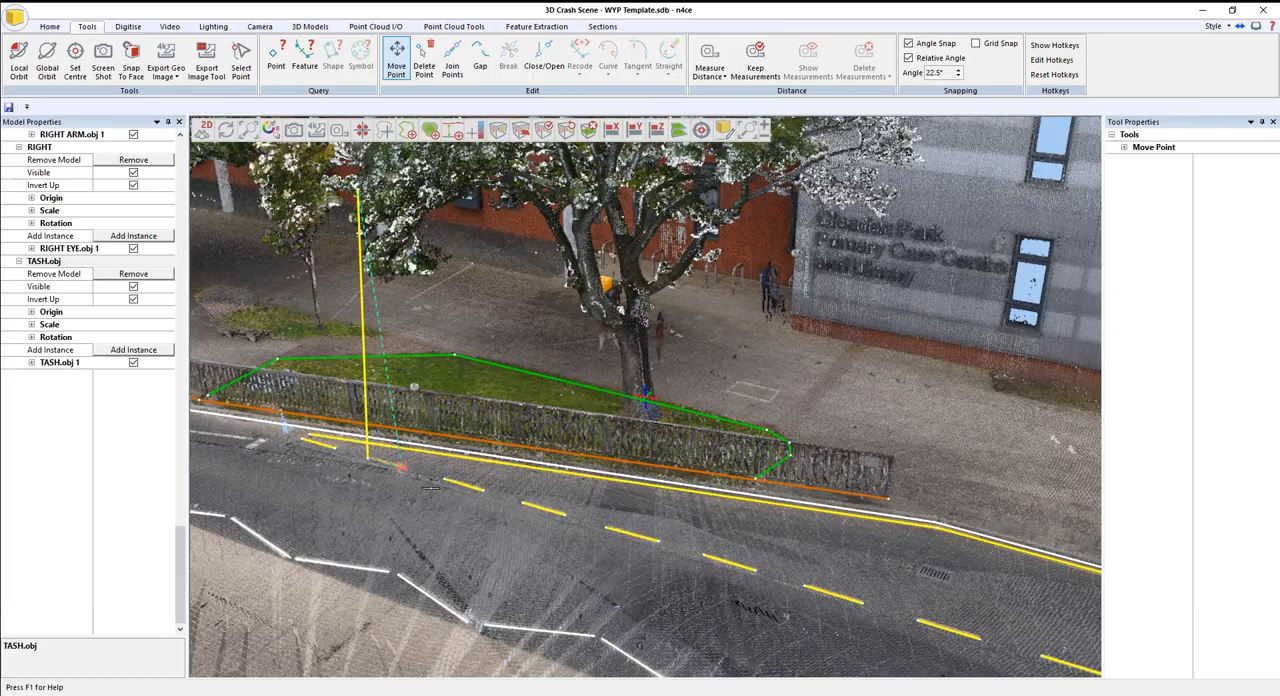 3D Crash Scene - WYP Template.sdb - n4ce
Home Tools Digitise Video Lighting Camera 3D Models Point Cloud I/O Point Cloud Tools Feature Extraction Sections Style
Local Orbit
Global Orbit
Set Centre
Screen Shot
Snap To Face
Export Geo Image
Export Image Tool
Select Point
Point
Feature
Shape
Symbol
Move Point
Delete Point
Join Points
Gap
Break
Close/Open
Recode
Curve
Tangent
Straight
Measure Distance
Keep Measurements
Show Measurements
Delete Measurements
Angle Snap Grid Snap
Relative Angle
Angle 22.5°
Show Hotkeys
Edit Hotkeys
Reset Hotkeys
Tools Query Edit Distance Snapping Hotkeys
Model Properties
RIGHT ARM.obj 1
RIGHT
Remove Model Remove
Visible
Invert Up
Origin
Scale
Rotation
Add Instance Add Instance
RIGHT EYE.obj 1
TASH.obj
Remove Model Remove
Visible
Invert Up
Origin
Scale
Rotation
Add Instance Add Instance
TASH.obj 1
TASH.obj
Press F1 for Help
2D
X Y Z
Park
Primary Care Centre
and Library
Tool Properties
Tools
Move Point